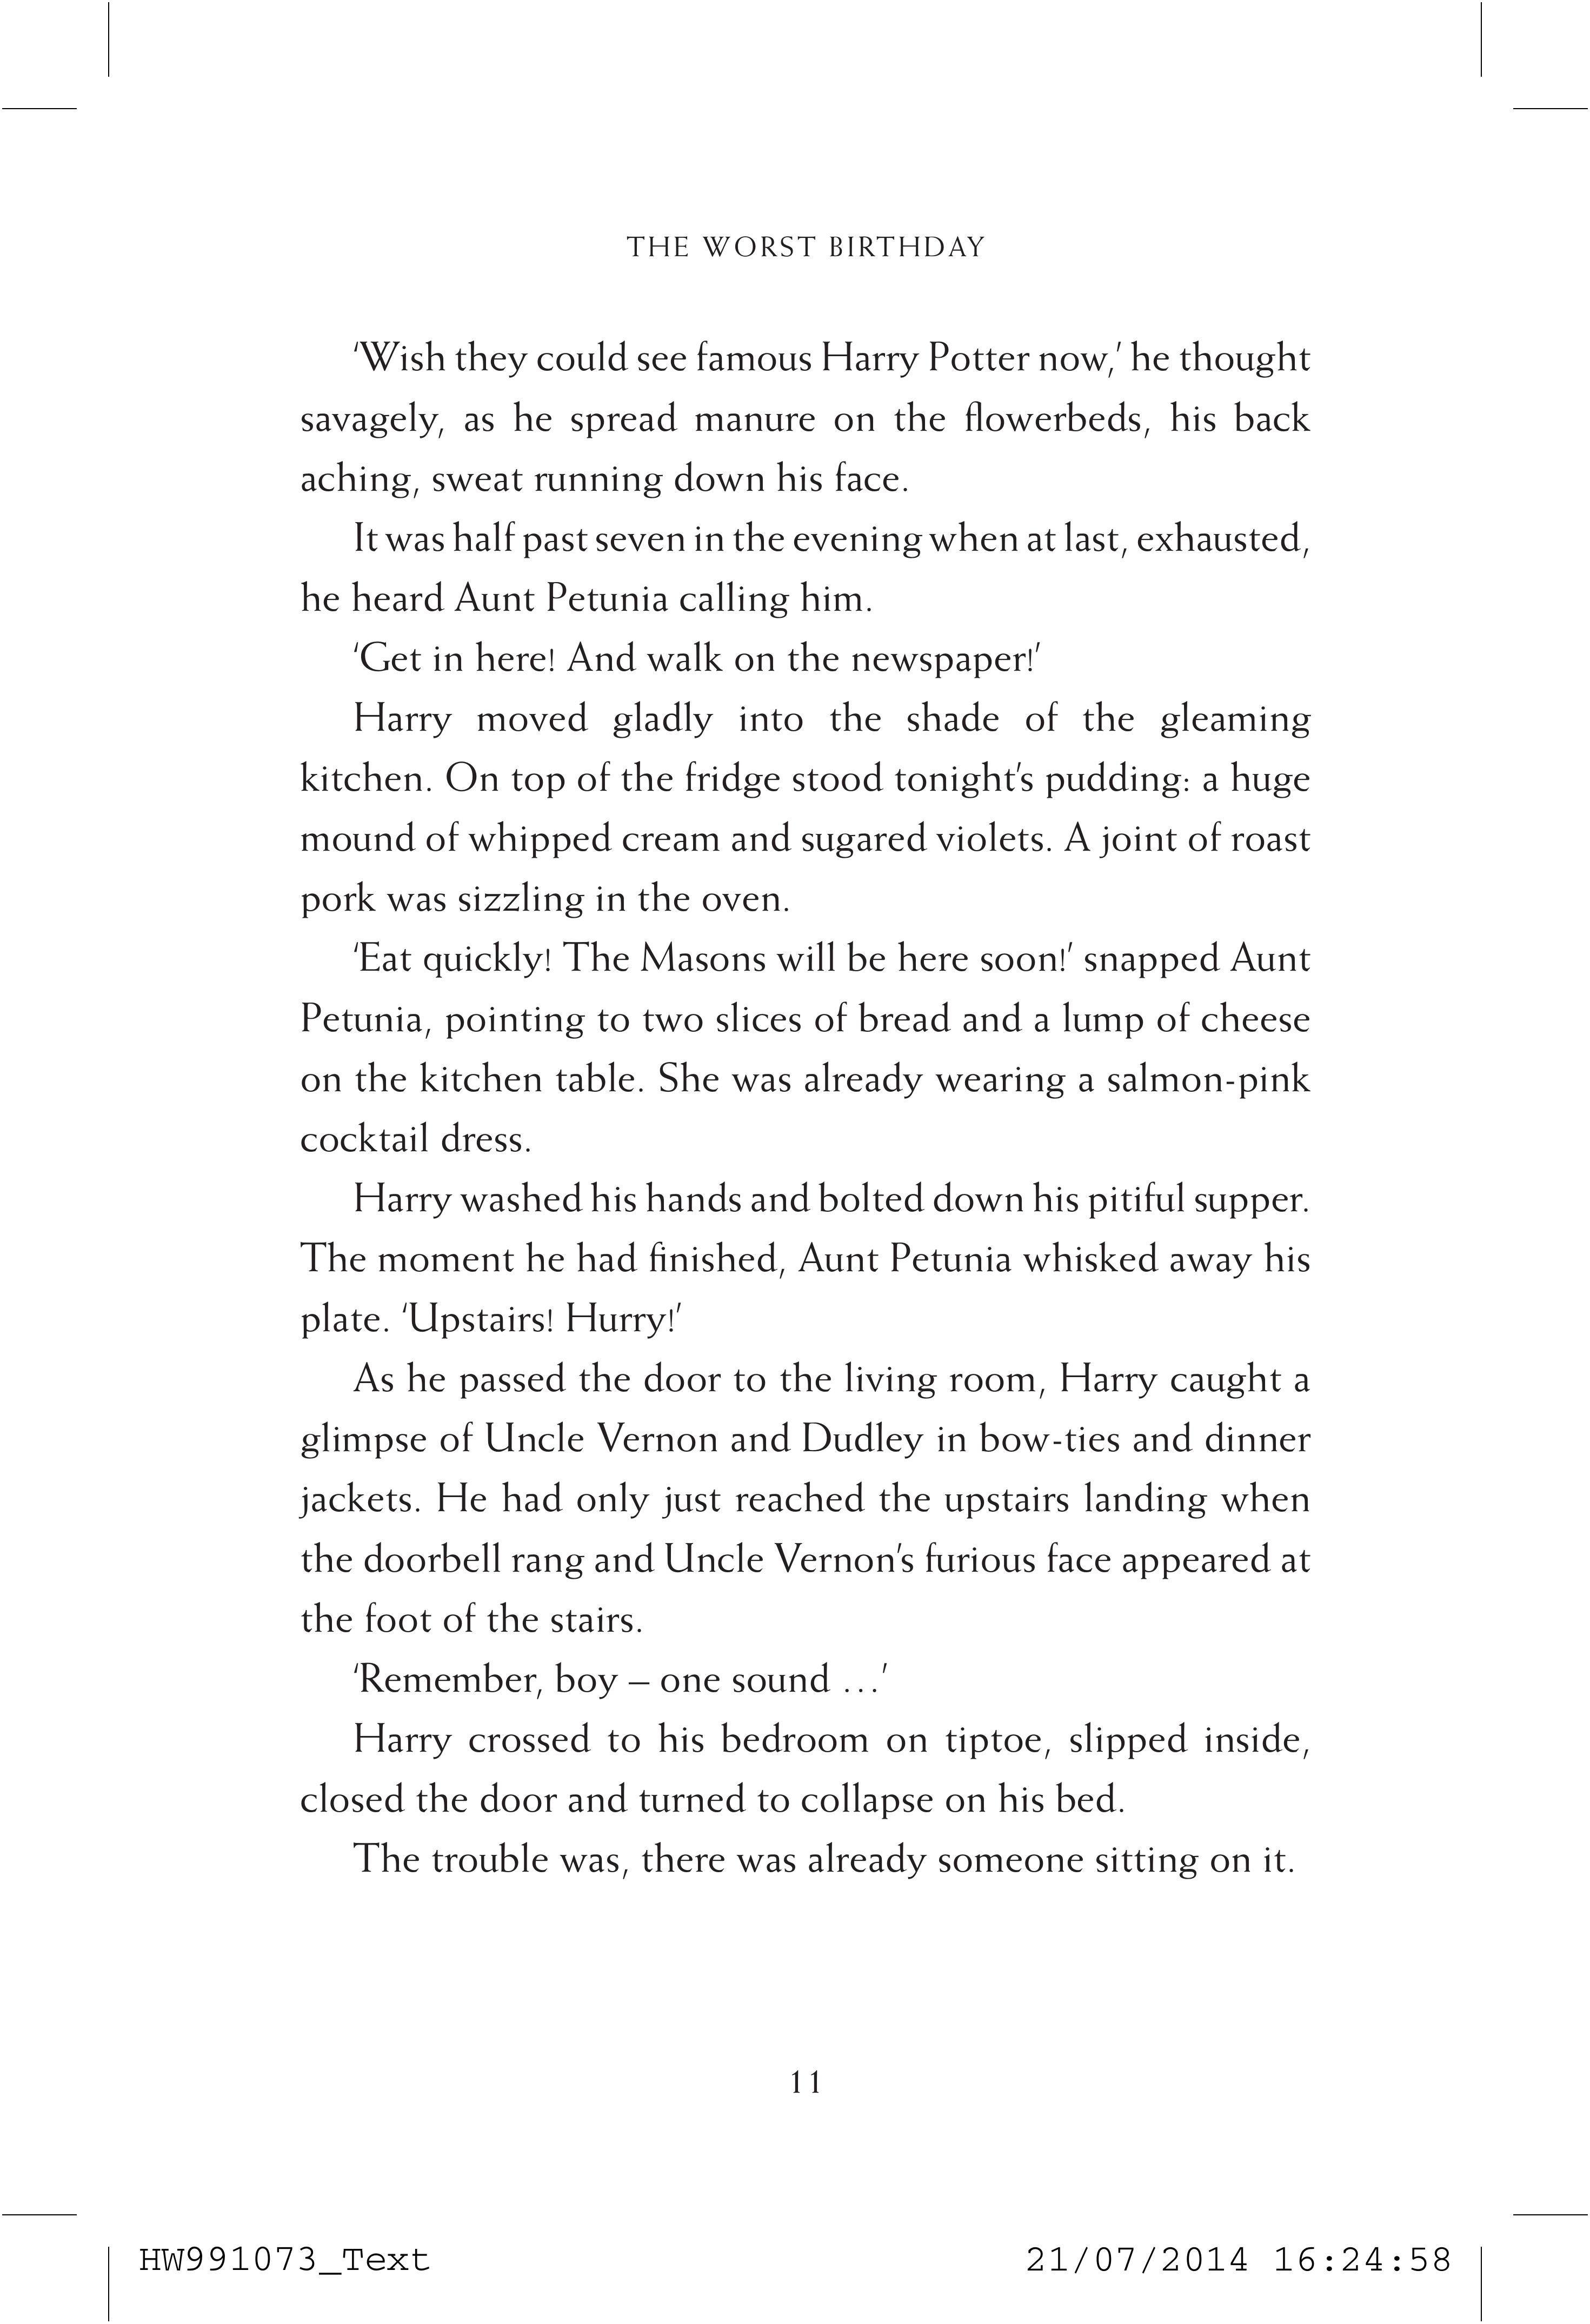 THE WORST BIRTHDAY
‘Wish they could see famous Harry Potter now,’ he thought
savagely, as he spread manure on the flowerbeds, his back
aching, sweat running down his face.
It was half past seven in the evening when at last, exhausted,
he heard Aunt Petunia calling him.
‘Get in here! And walk on the newspaper!’
Harry moved gladly into the shade of the gleaming
kitchen. On top of the fridge stood tonight’s pudding: a huge
mound of whipped cream and sugared violets. A joint of roast
pork was sizzling in the oven.
‘Eat quickly! The Masons will be here soon!’ snapped Aunt
Petunia, pointing to two slices of bread and a lump of cheese
on the kitchen table. She was already wearing a salmon-pink
cocktail dress.
Harry washed his hands and bolted down his pitiful supper.
The moment he had finished, Aunt Petunia whisked away his
plate. ‘Upstairs! Hurry!’
As he passed the door to the living room, Harry caught a
glimpse of Uncle Vernon and Dudley in bow-ties and dinner
jackets. He had only just reached the upstairs landing when
the doorbell rang and Uncle Vernon’s furious face appeared at
the foot of the stairs.
‘Remember, boy – one sound …’
Harry crossed to his bedroom on tiptoe, slipped inside,
closed the door and turned to collapse on his bed.
The trouble was, there was already someone sitting on it.
11
HW991073_Text 21/07/2014 16:24:58